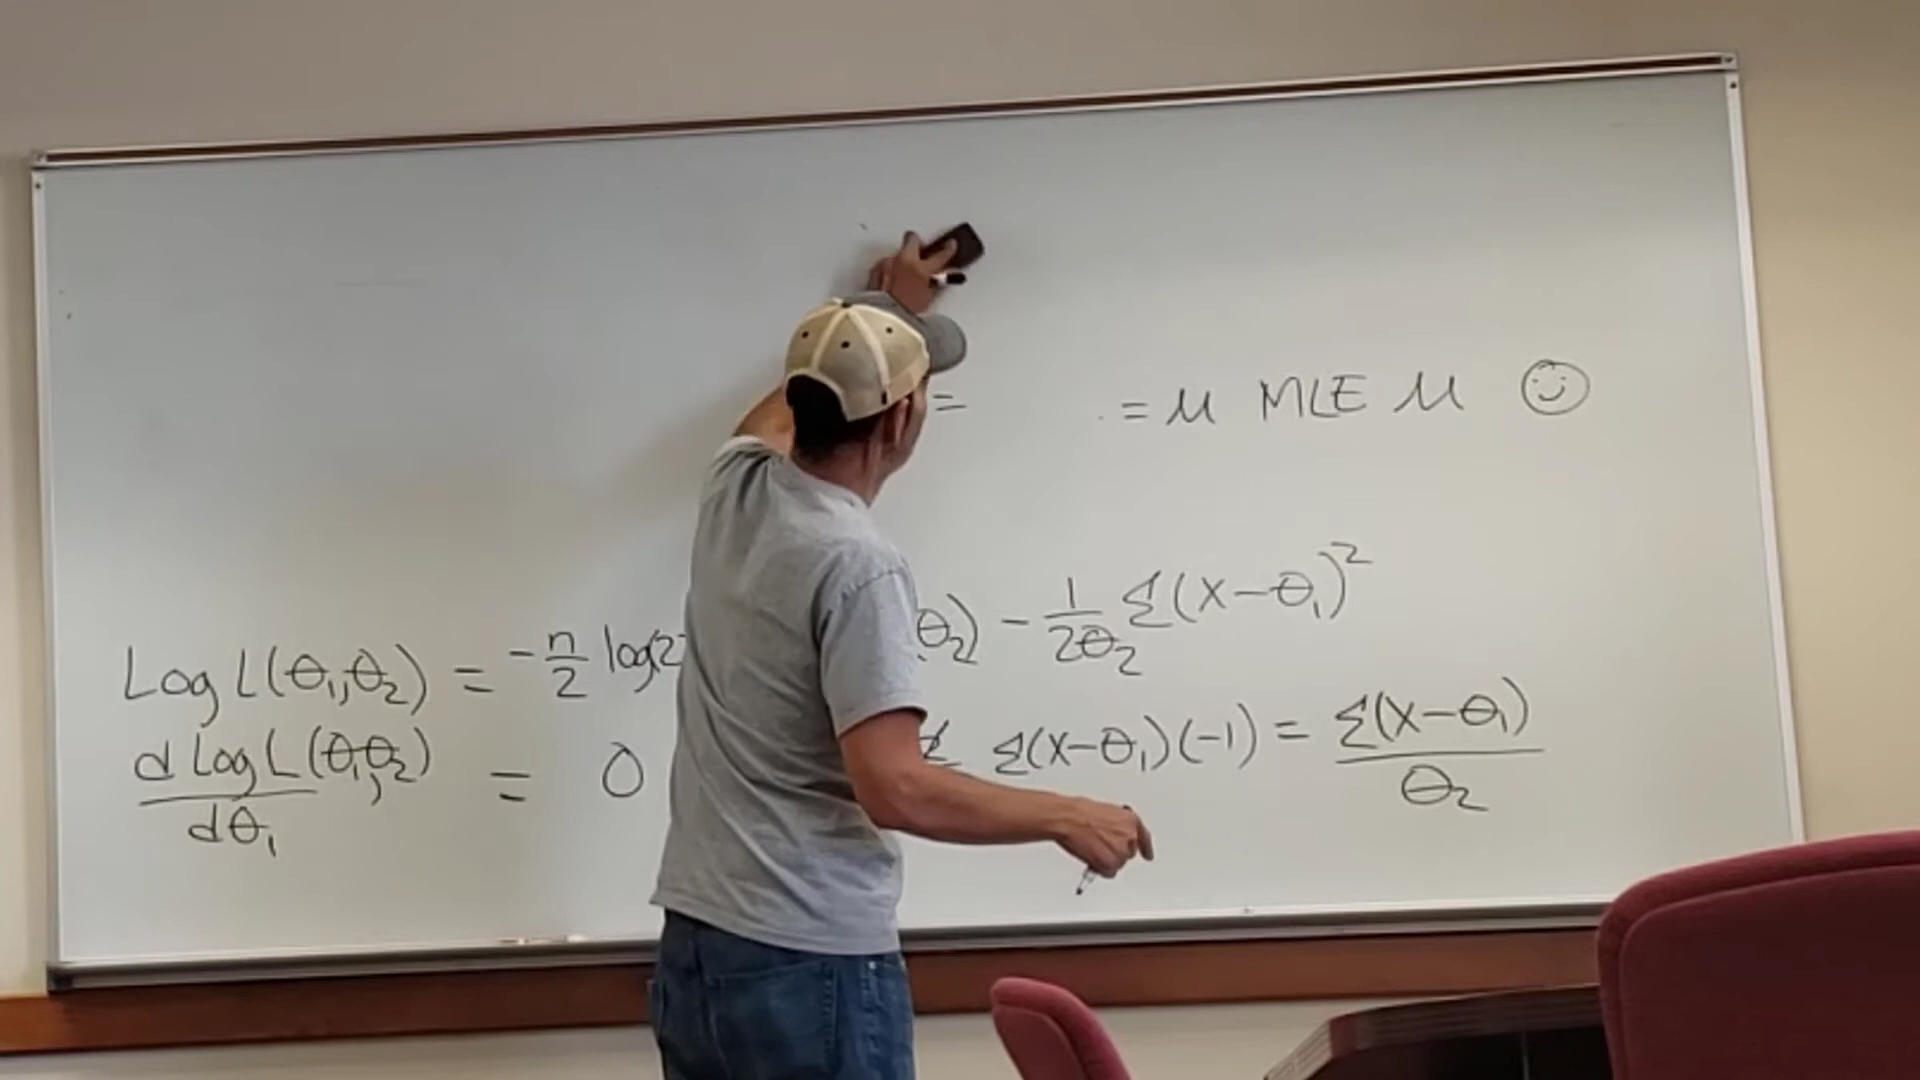 = = μ MLE μ
Log L(θ₁,θ₂) = -n/2 log(2 θ₂) - 1/2θ₂ Σ(x-θ₁)²
d Log L(θ₁,θ₂)/dθ₁ = 0 Σ(x-θ₁)(-1) = Σ(x-θ₁)/θ₂